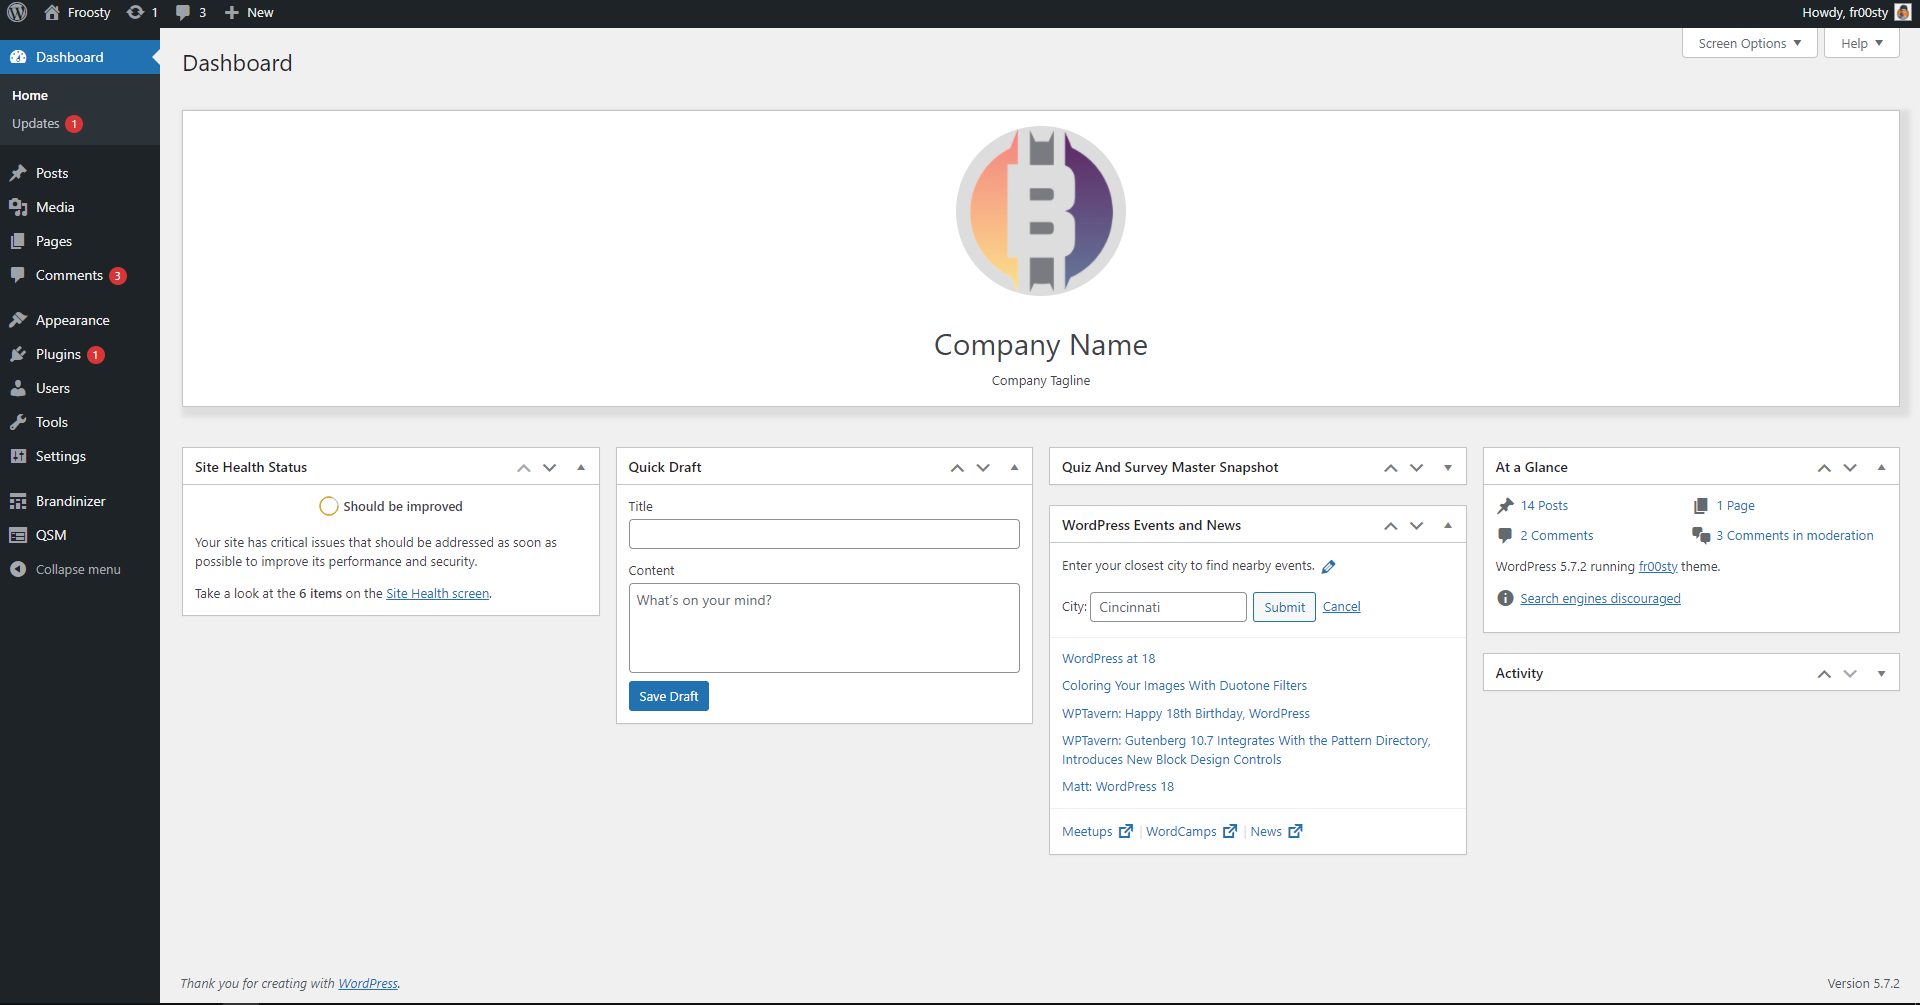 Froosty 1 3 New Howdy, fr00sty
Dashboard
Home
Updates 1
Posts
Media
Pages
Comments 3
Appearance
Plugins 1
Users
Tools
Settings
Brandinizer
QSM
Collapse menu
Screen Options Help
Dashboard
Company Name
Company Tagline
Site Health Status
Should be improved
Your site has critical issues that should be addressed as soon as
possible to improve its performance and security.
Take a look at the 6 items on the Site Health screen.
Quick Draft
Title
Content
What's on your mind?
Save Draft
Quiz And Survey Master Snapshot
WordPress Events and News
Enter your closest city to find nearby events.
City: Cincinnati Submit Cancel
WordPress at 18
Coloring Your Images With Duotone Filters
WPTavern: Happy 18th Birthday, WordPress
WPTavern: Gutenberg 10.7 Integrates With the Pattern Directory,
Introduces New Block Design Controls
Matt: WordPress 18
Meetups | WordCamps | News
At a Glance
14 Posts 1 Page
2 Comments 3 Comments in moderation
WordPress 5.7.2 running fr00sty theme.
Search engines discouraged
Activity
Thank you for creating with WordPress. Version 5.7.2